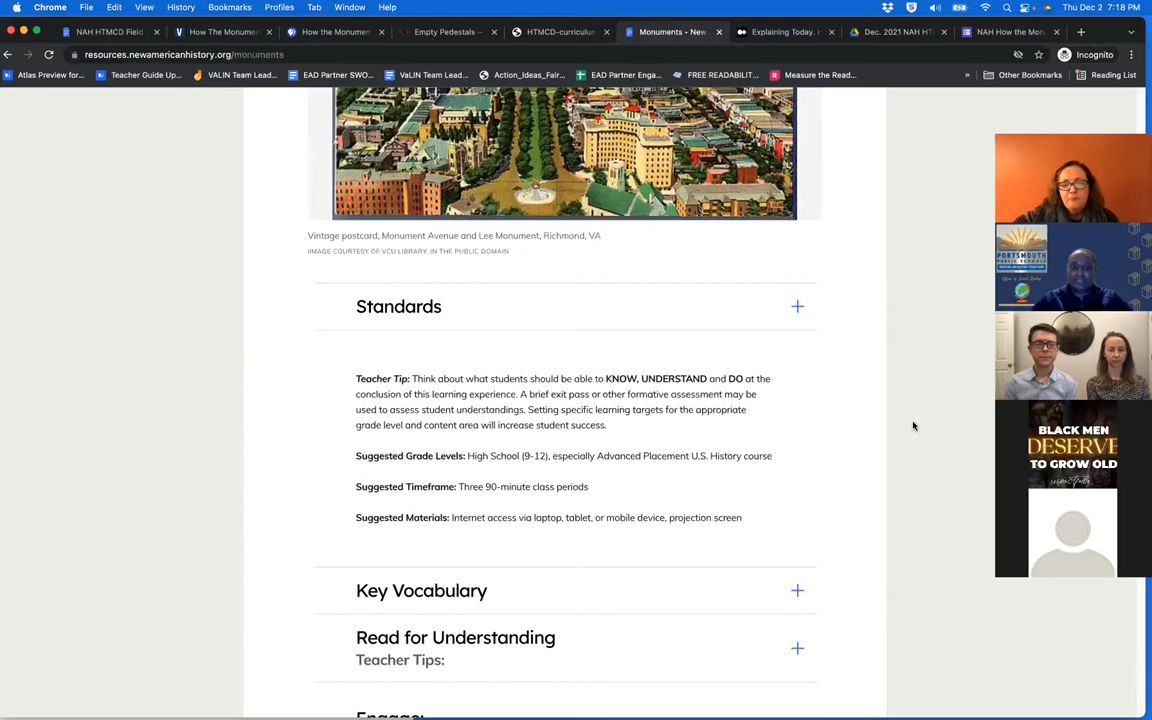 Chrome File Edit View History Bookmarks Profiles Tab Window Help Thu Dec 2 7:18 PM
NAH HTMCD Field How The Monumen How the Monumen Empty Pedestals – HTMCD-curriculum Monuments • New Explaining Today. H Dec. 2021 NAH HTI NAH How the Mon
resources.newamericanhistory.org/monuments Incognito
Atlas Preview for... Teacher Guide Up... VaLIN Team Lead... EAD Partner SWO... VaLIN Team Lead... Action_Ideas_Fair... EAD Partner Enga... FREE READABILIT... Measure the Read... » Other Bookmarks Reading List
Vintage postcard, Monument Avenue and Lee Monument, Richmond, VA
IIMAGE COURTESY OF VCU LIBRARY, IN THE PUBLIC DOMAIN
Standards
Teacher Tip: Think about what students should be able to KNOW, UNDERSTAND and DO at the
conclusion of this learning experience. A brief exit pass or other formative assessment may be
used to assess student understandings. Setting specific learning targets for the appropriate
grade level and content area will increase student success.
Suggested Grade Levels: High School (9-12), especially Advanced Placement U.S. History course
Suggested Timeframe: Three 90-minute class periods
Suggested Materials: Internet access via laptop, tablet, or mobile device, projection screen
Key Vocabulary
Read for Understanding
Teacher Tips:
Engage:
PORTSMOUTH
PUBLIC SCHOOLS
BLACK MEN
DESERVE
TO GROW OLD